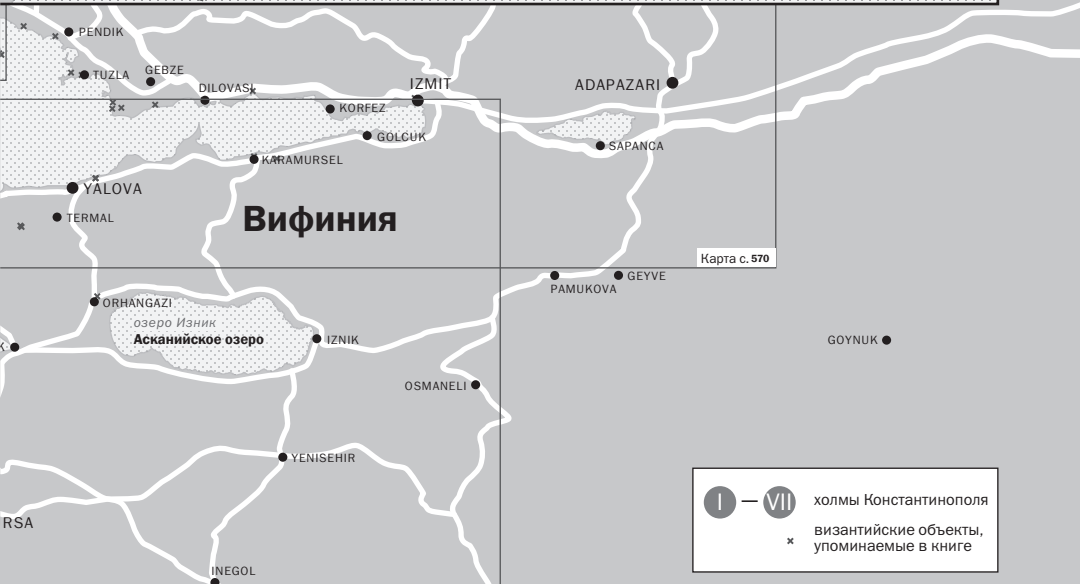 PENDIK
TUZLA
GEBZE
DILOVASI
IZMIT
ADAPAZARI
KORFEZ
GOLCUK
SAPANCA
KARAMURSEL
YALOVA
TERMAL
Вифиния
Карта с. 570
GEYVE
PAMUKOVA
ORHANGAZI
озеро Изник
Асканийское озеро
IZNIK
GOYNUK
OSMANELI
YENISEHIR
RSA
INEGOL
I — VII холмы Константинополя
византийские объекты,
упоминаемые в книге